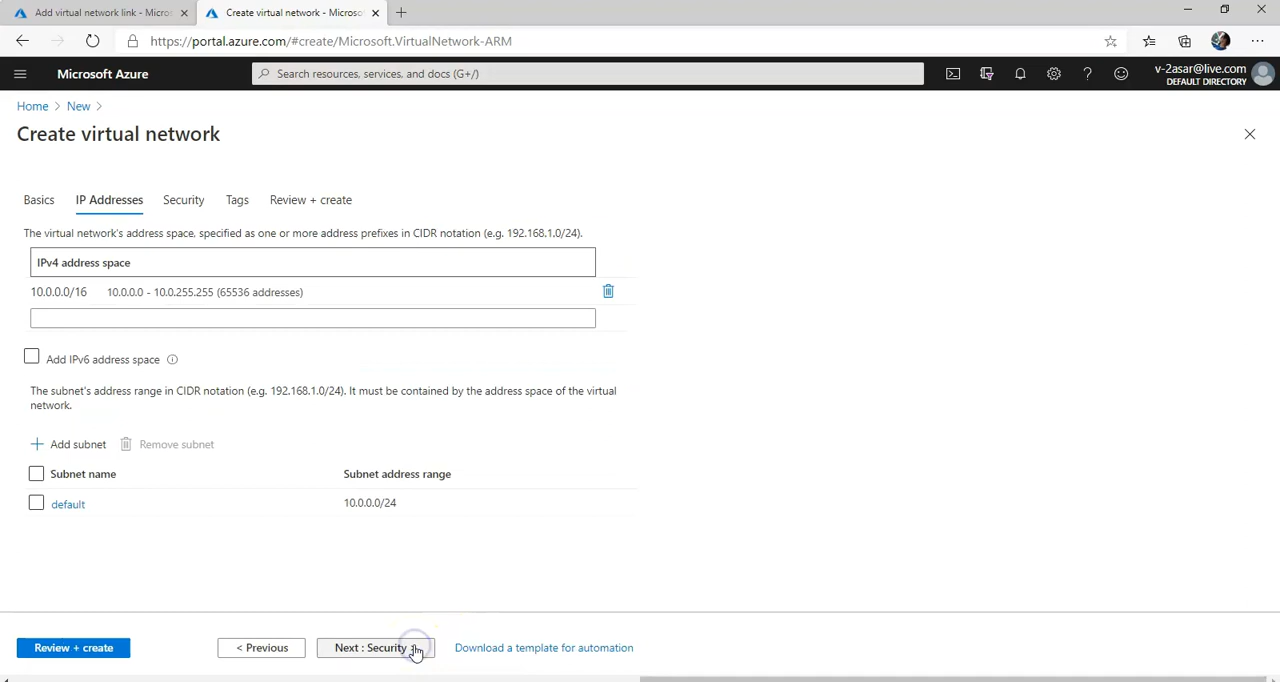 Add virtual network link - Micros
Create virtual network - Microsof
https://portal.azure.com/#create/Microsoft.VirtualNetwork-ARM
Microsoft Azure
Search resources, services, and docs (G+/)
v-2asar@live.com
DEFAULT DIRECTORY
Home > New >
Create virtual network
Basics IP Addresses Security Tags Review + create
The virtual network's address space, specified as one or more address prefixes in CIDR notation (e.g. 192.168.1.0/24).
IPv4 address space
10.0.0.0/16 10.0.0.0 - 10.0.255.255 (65536 addresses)
Add IPv6 address space
The subnet's address range in CIDR notation (e.g. 192.168.1.0/24). It must be contained by the address space of the virtual
network.
+ Add subnet Remove subnet
Subnet name Subnet address range
default 10.0.0.0/24
Review + create < Previous Next : Security Download a template for automation